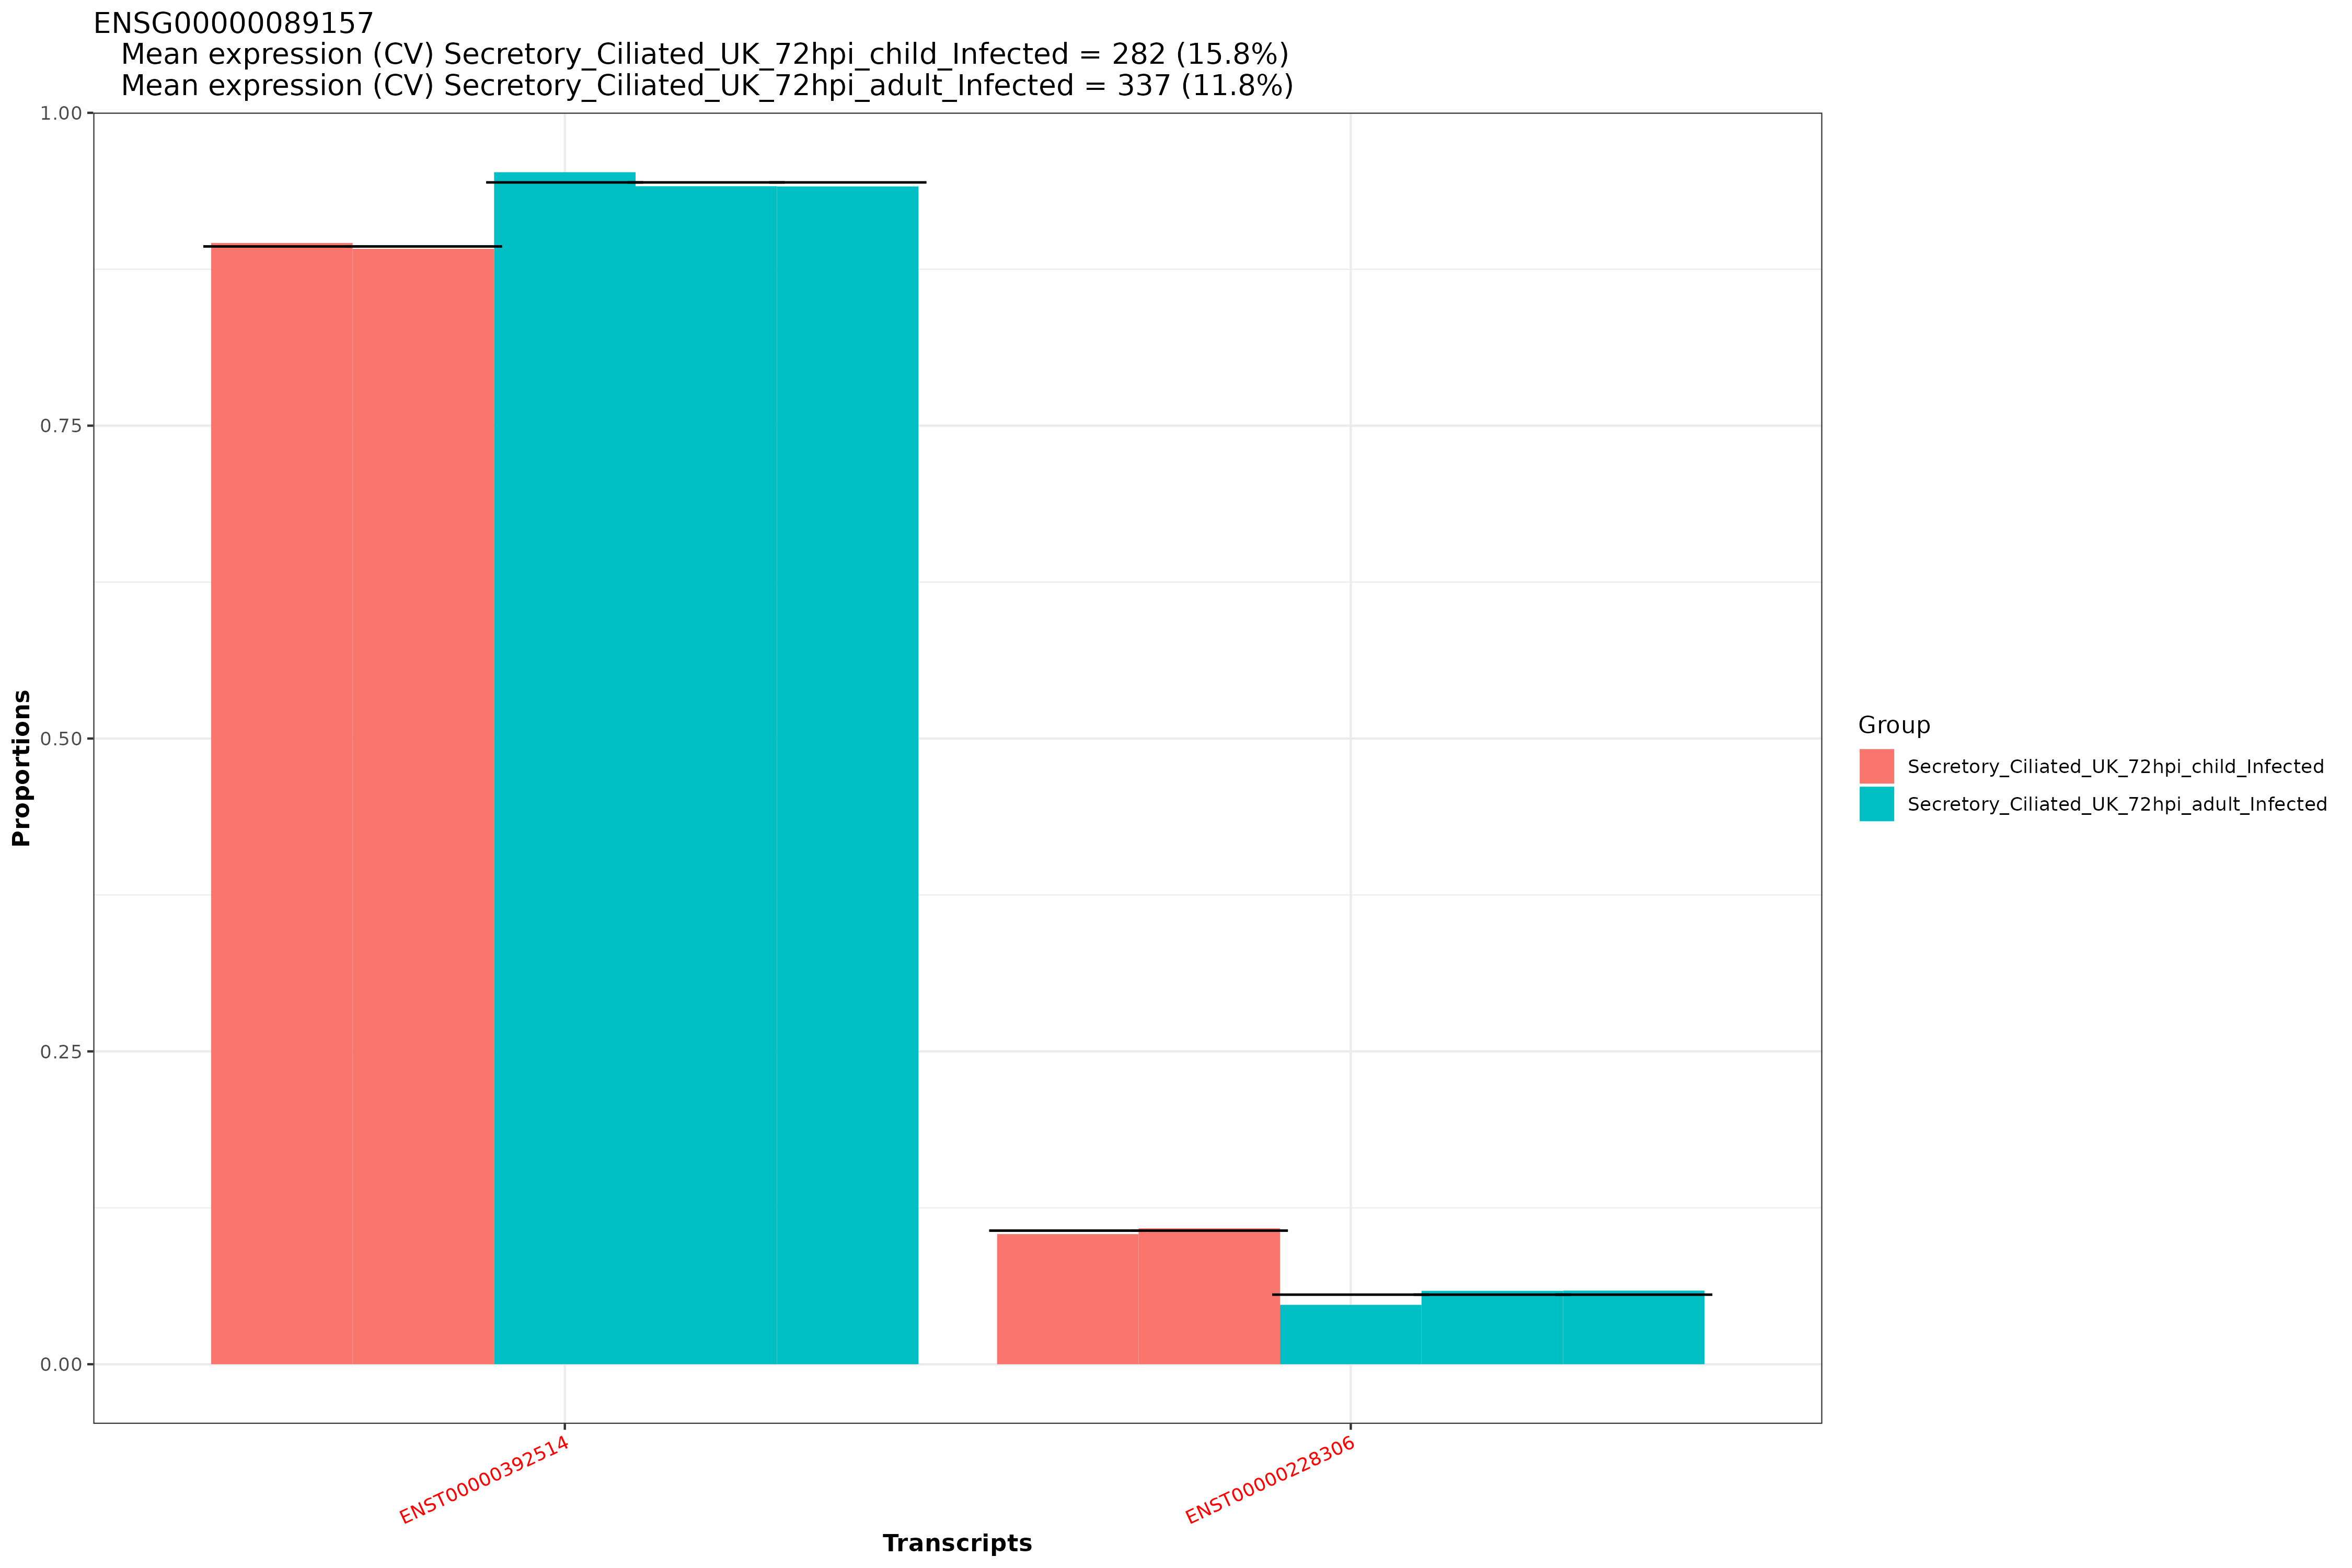 ENSG00000089157
Mean expression (CV) Secretory_Ciliated_UK_72hpi_child_Infected = 282 (15.8%)
Mean expression (CV) Secretory_Ciliated_UK_72hpi_adult_Infected = 337 (11.8%)
1.00
0.75
0.50
0.25
0.00
Proportions
ENST00000392514
ENST00000228306
Transcripts
Group
Secretory_Ciliated_UK_72hpi_child_Infected
Secretory_Ciliated_UK_72hpi_adult_Infected